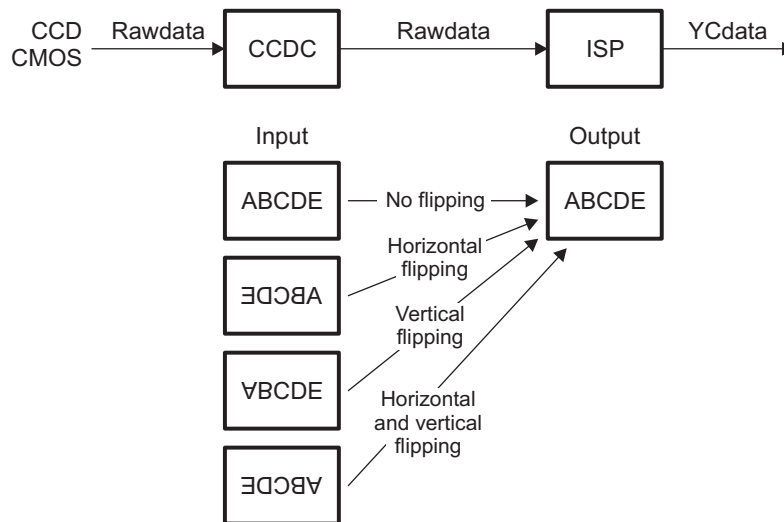 CCD
CMOS
Rawdata
CCDC
Rawdata
ISP
YCdata
Input
Output
ABCDE
No flipping
ABCDE
ABCDE
Horizontal
flipping
ABCDE
Vertical
flipping
ABCDE
Horizontal
and vertical
flipping